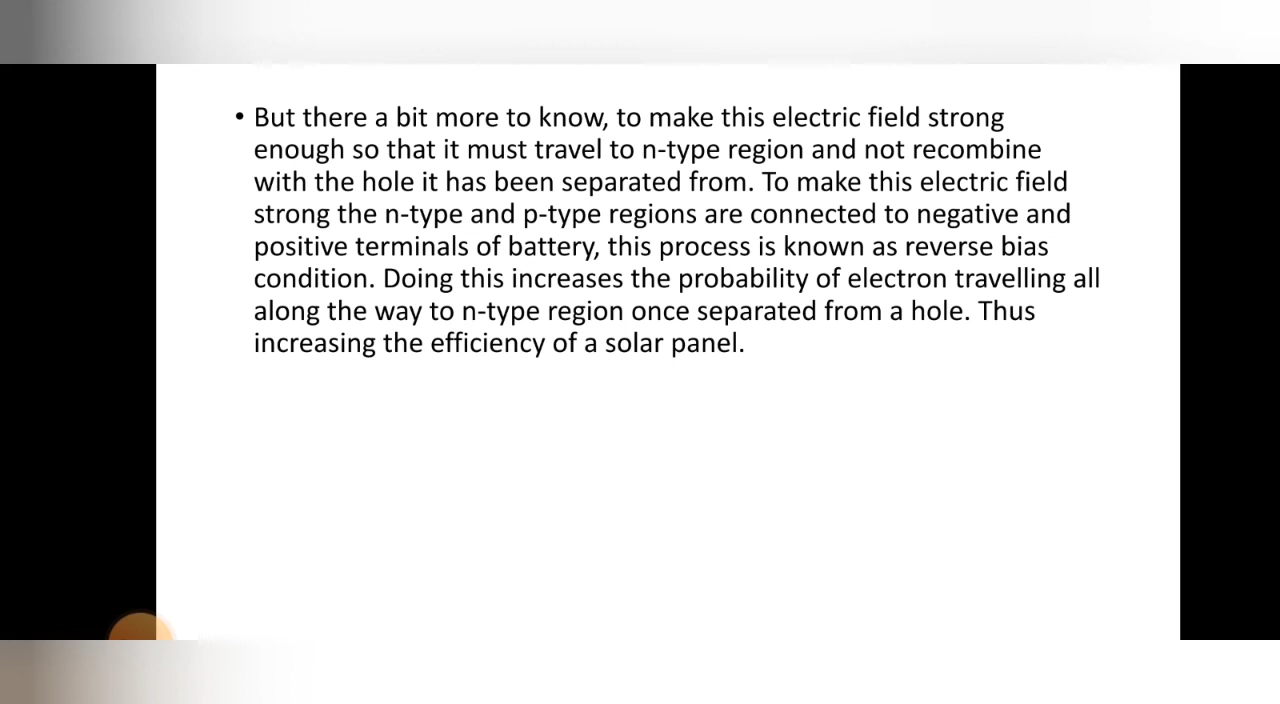 • But there a bit more to know, to make this electric field strong
enough so that it must travel to n-type region and not recombine
with the hole it has been separated from. To make this electric field
strong the n-type and p-type regions are connected to negative and
positive terminals of battery, this process is known as reverse bias
condition. Doing this increases the probability of electron travelling all
along the way to n-type region once separated from a hole. Thus
increasing the efficiency of a solar panel.